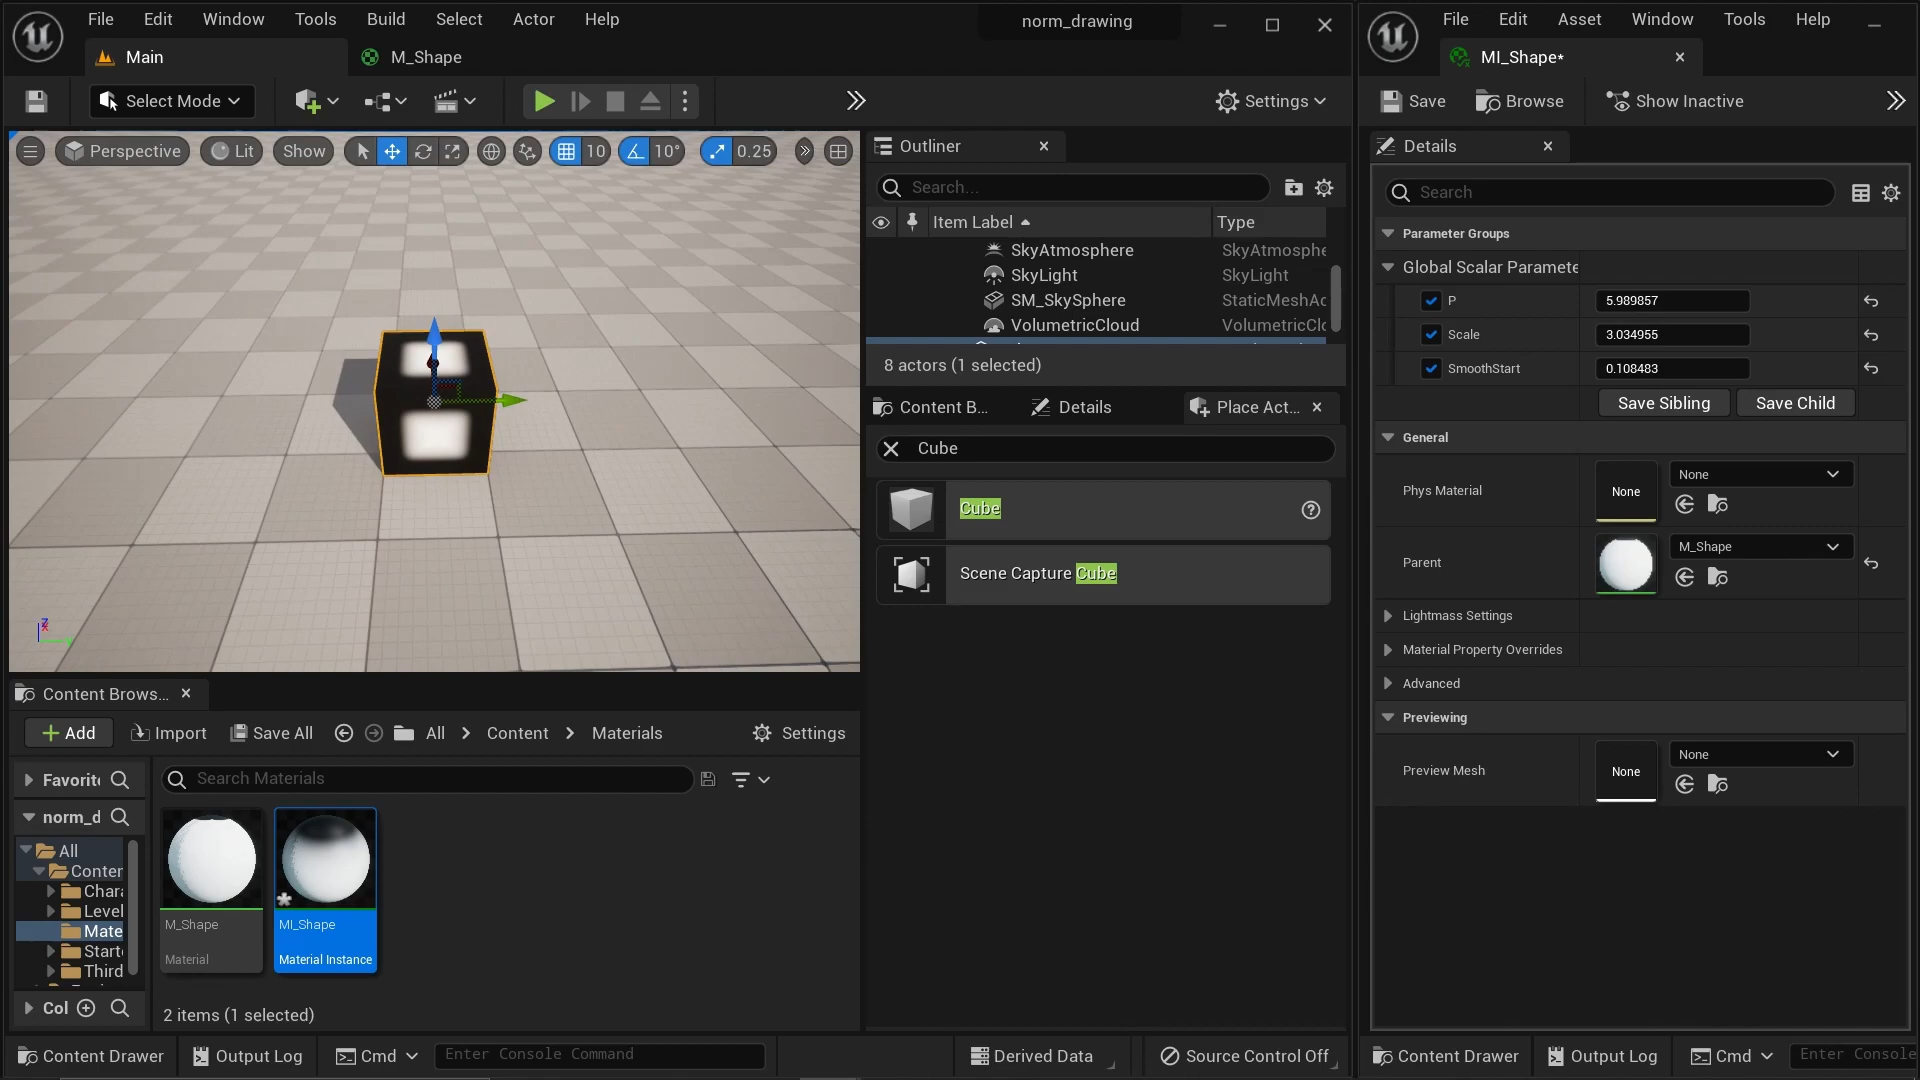 File Edit Window Tools Build Select Actor Help
norm_drawing
Main
M_Shape
Select Mode
Settings
Perspective
Lit
Show
10
10°
0.25
Outliner
Search...
Item Label
Type
SkyAtmosphere SkyAtmosphe
SkyLight SkyLight
SM_SkySphere StaticMeshAc
VolumetricCloud VolumetricClc
8 actors (1 selected)
Content B...
Details
Place Act...
Cube
Cube
Scene Capture Cube
Content Brows...
Add
Import
Save All
All
Content
Materials
Settings
Favorite
Search Materials
norm_d
All
Conten
Chara
Level
Mate
Start
Third
Col
M_Shape
Material
MI_Shape
Material Instance
2 items (1 selected)
Content Drawer
Output Log
Cmd
Enter Console Command
Derived Data
Source Control Off
File Edit Asset Window Tools Help
MI_Shape*
Save
Browse
Show Inactive
Details
Search
Parameter Groups
Global Scalar Paramete
P 5.989857
Scale 3.034955
SmoothStart 0.108483
Save Sibling
Save Child
General
Phys Material
None
None
Parent
M_Shape
Lightmass Settings
Material Property Overrides
Advanced
Previewing
Preview Mesh
None
None
Content Drawer
Output Log
Cmd
Enter Console